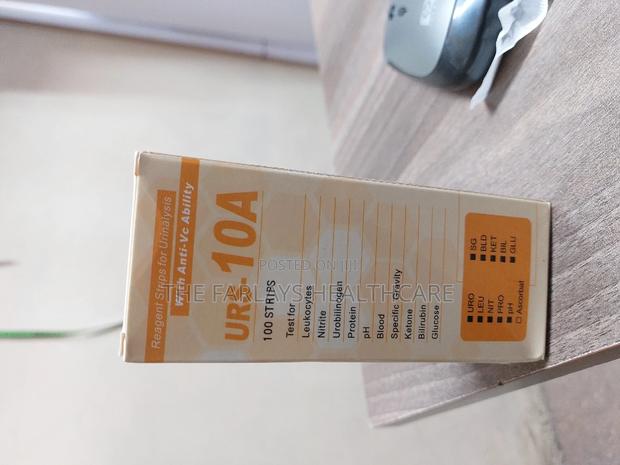 Reagent Strips for Urinalysis
With Anti-Vc Ability
URS-10A
100 STRIPS
Test for
Leukocytes
Nitrite
Urobilinogen
Protein
pH
Blood
Specific Gravity
Ketone
Bilirubin
Glucose
■ URO ■ SG
■ LEU ■ BLD
■ NIT ■ KET
■ PRO ■ BIL
■ pH ■ GLU
□ Ascorbat
POSTED ON JIJI
THE FARLAYS HEALTHCARE